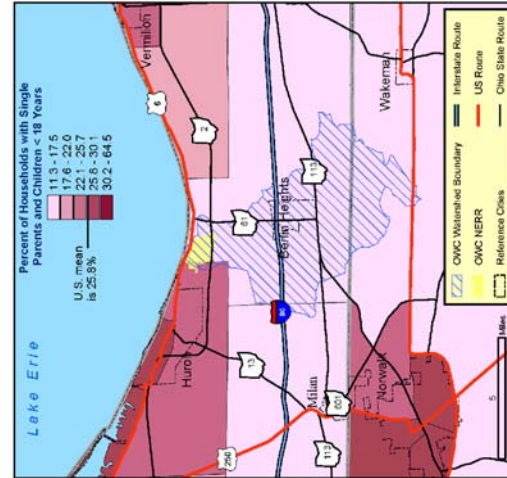 Lake Erie
Percent of Households with Single
Parents and Children < 18 Years
11.3 - 17.5
17.6 - 22.0
22.1 - 25.7
25.8 - 30.1
30.2 - 64.5
U.S. mean
is 25.8%
Vermilion
6
2
Huron
61
113
Berlin Heights
Wakeman
13
80
250
Milan
601
113
Norwalk
OWC Watershed Boundary
OWC NERR
Reference Cities
Interstate Route
US Route
Ohio State Route
5
Miles